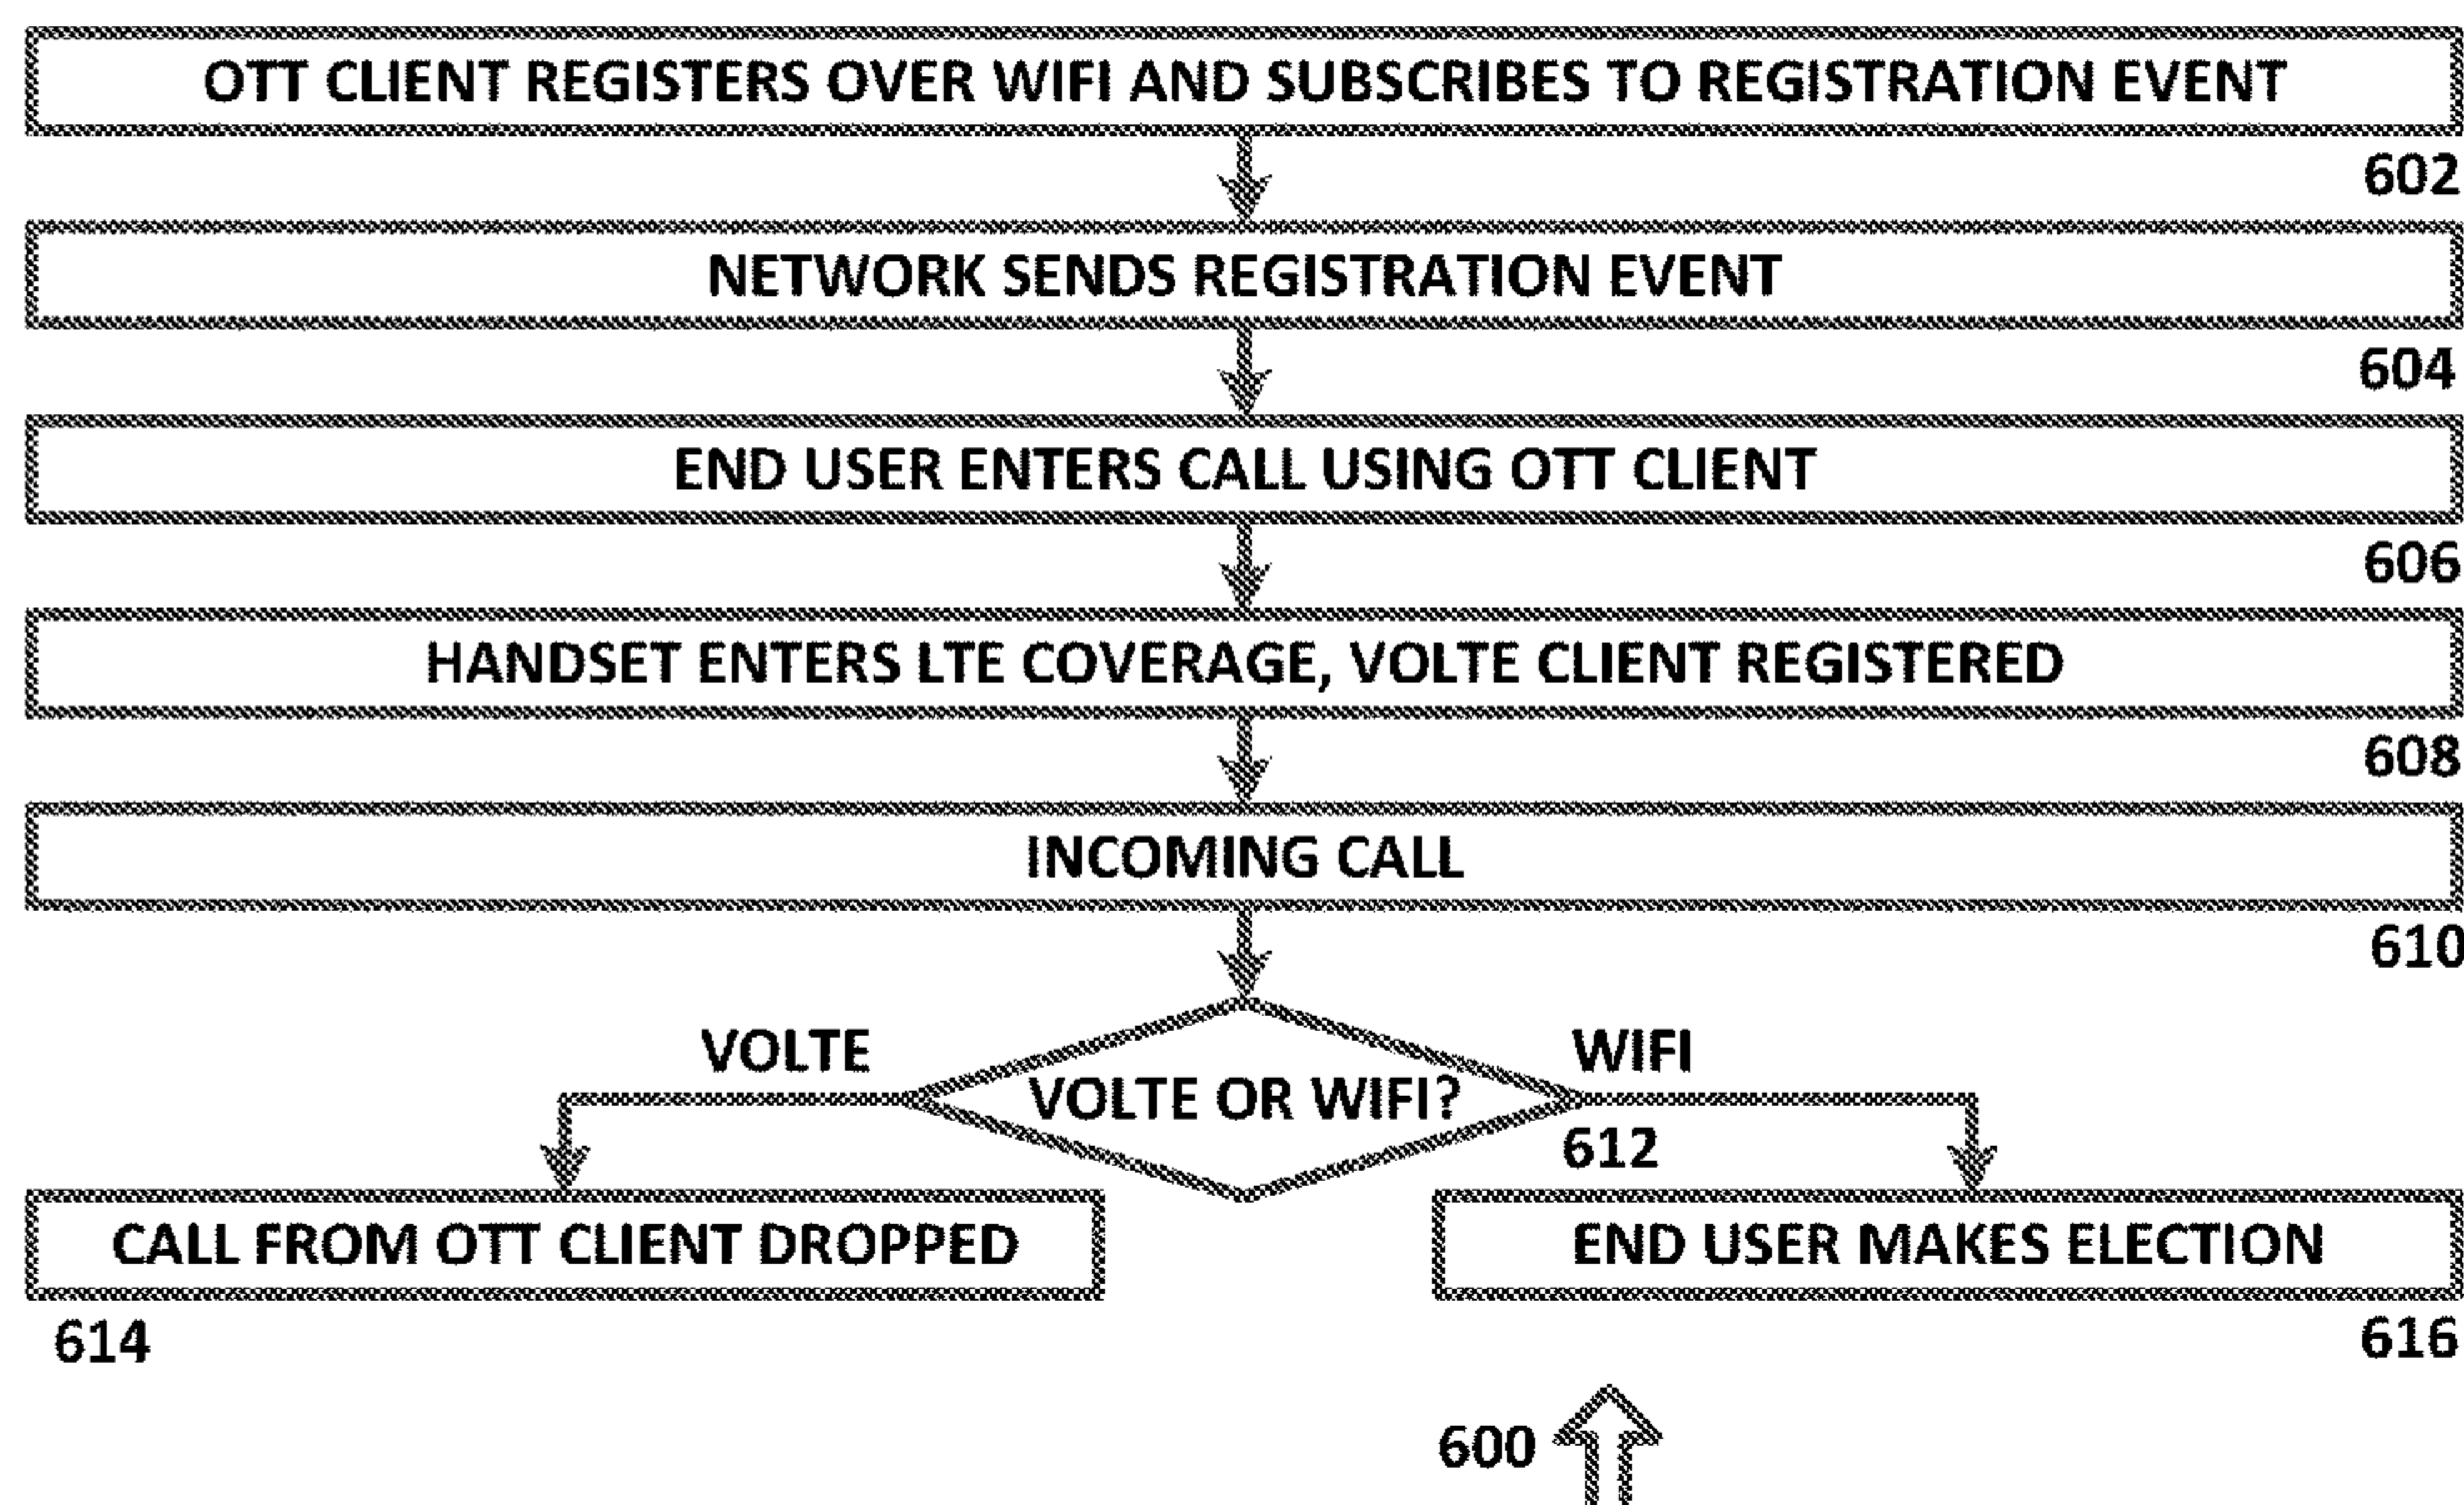 OTT CLIENT REGISTERS OVER WIFI AND SUBSCRIBES TO REGISTRATION EVENT
602
NETWORK SENDS REGISTRATION EVENT
604
END USER ENTERS CALL USING OTT CLIENT
606
HANDSET ENTERS LTE COVERAGE, VOLTE CLIENT REGISTERED
608
INCOMING CALL
610
VOLTE
WIFI
VOLTE OR WIFI?
612
CALL FROM OTT CLIENT DROPPED
END USER MAKES ELECTION
614
616
600